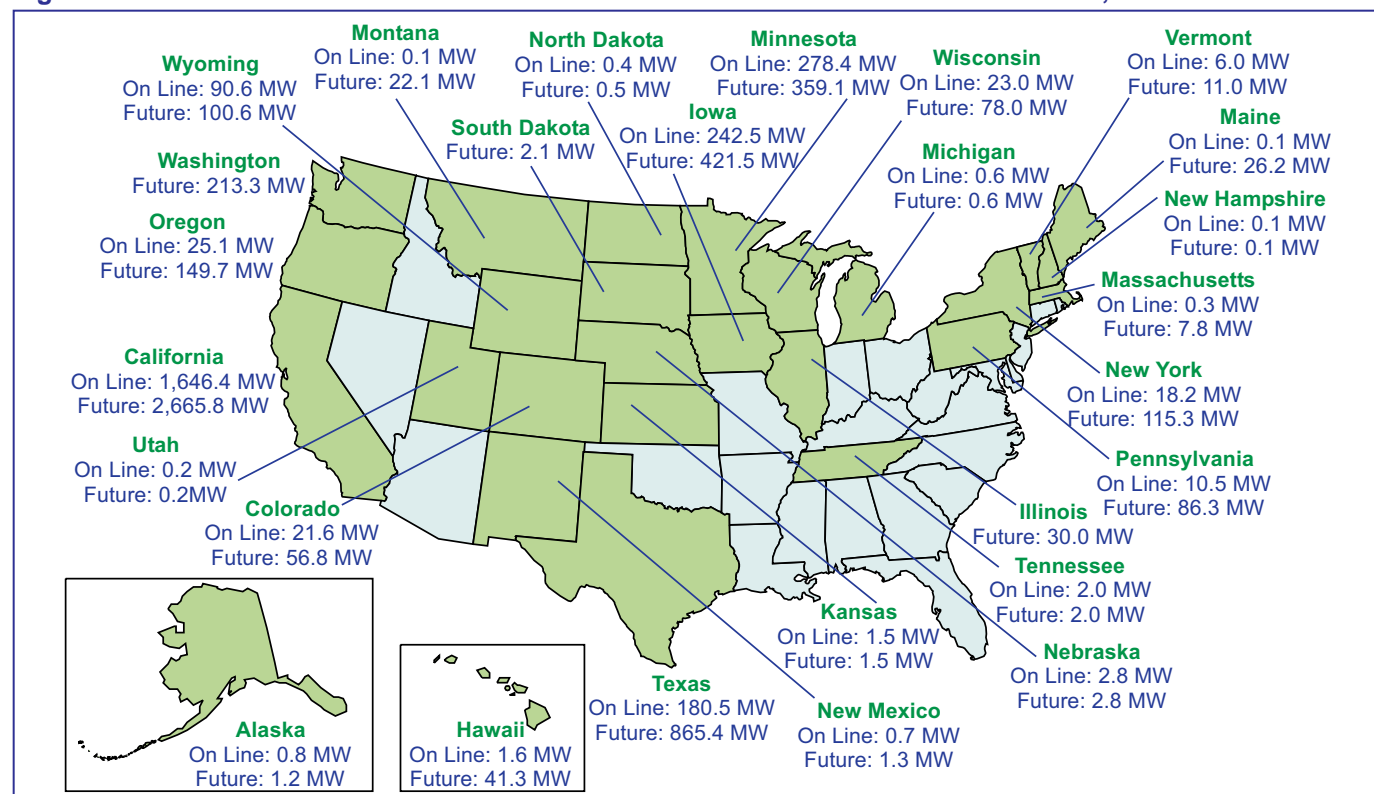 Montana
On Line: 0.1 MW
Future: 22.1 MW
North Dakota
On Line: 0.4 MW
Future: 0.5 MW
Minnesota
On Line: 278.4 MW
Future: 359.1 MW
Wisconsin
On Line: 23.0 MW
Future: 78.0 MW
Vermont
On Line: 6.0 MW
Future: 11.0 MW
Wyoming
On Line: 90.6 MW
Future: 100.6 MW
South Dakota
Future: 2.1 MW
Iowa
On Line: 242.5 MW
Future: 421.5 MW
Michigan
On Line: 0.6 MW
Future: 0.6 MW
Maine
On Line: 0.1 MW
Future: 26.2 MW
Washington
Future: 213.3 MW
New Hampshire
On Line: 0.1 MW
Future: 0.1 MW
Oregon
On Line: 25.1 MW
Future: 149.7 MW
Massachusetts
On Line: 0.3 MW
Future: 7.8 MW
California
On Line: 1,646.4 MW
Future: 2,665.8 MW
New York
On Line: 18.2 MW
Future: 115.3 MW
Utah
On Line: 0.2 MW
Future: 0.2MW
Pennsylvania
On Line: 10.5 MW
Future: 86.3 MW
Colorado
On Line: 21.6 MW
Future: 56.8 MW
Illinois
Future: 30.0 MW
Tennessee
On Line: 2.0 MW
Future: 2.0 MW
Kansas
On Line: 1.5 MW
Future: 1.5 MW
Nebraska
On Line: 2.8 MW
Future: 2.8 MW
Texas
On Line: 180.5 MW
Future: 865.4 MW
New Mexico
On Line: 0.7 MW
Future: 1.3 MW
Alaska
On Line: 0.8 MW
Future: 1.2 MW
Hawaii
On Line: 1.6 MW
Future: 41.3 MW